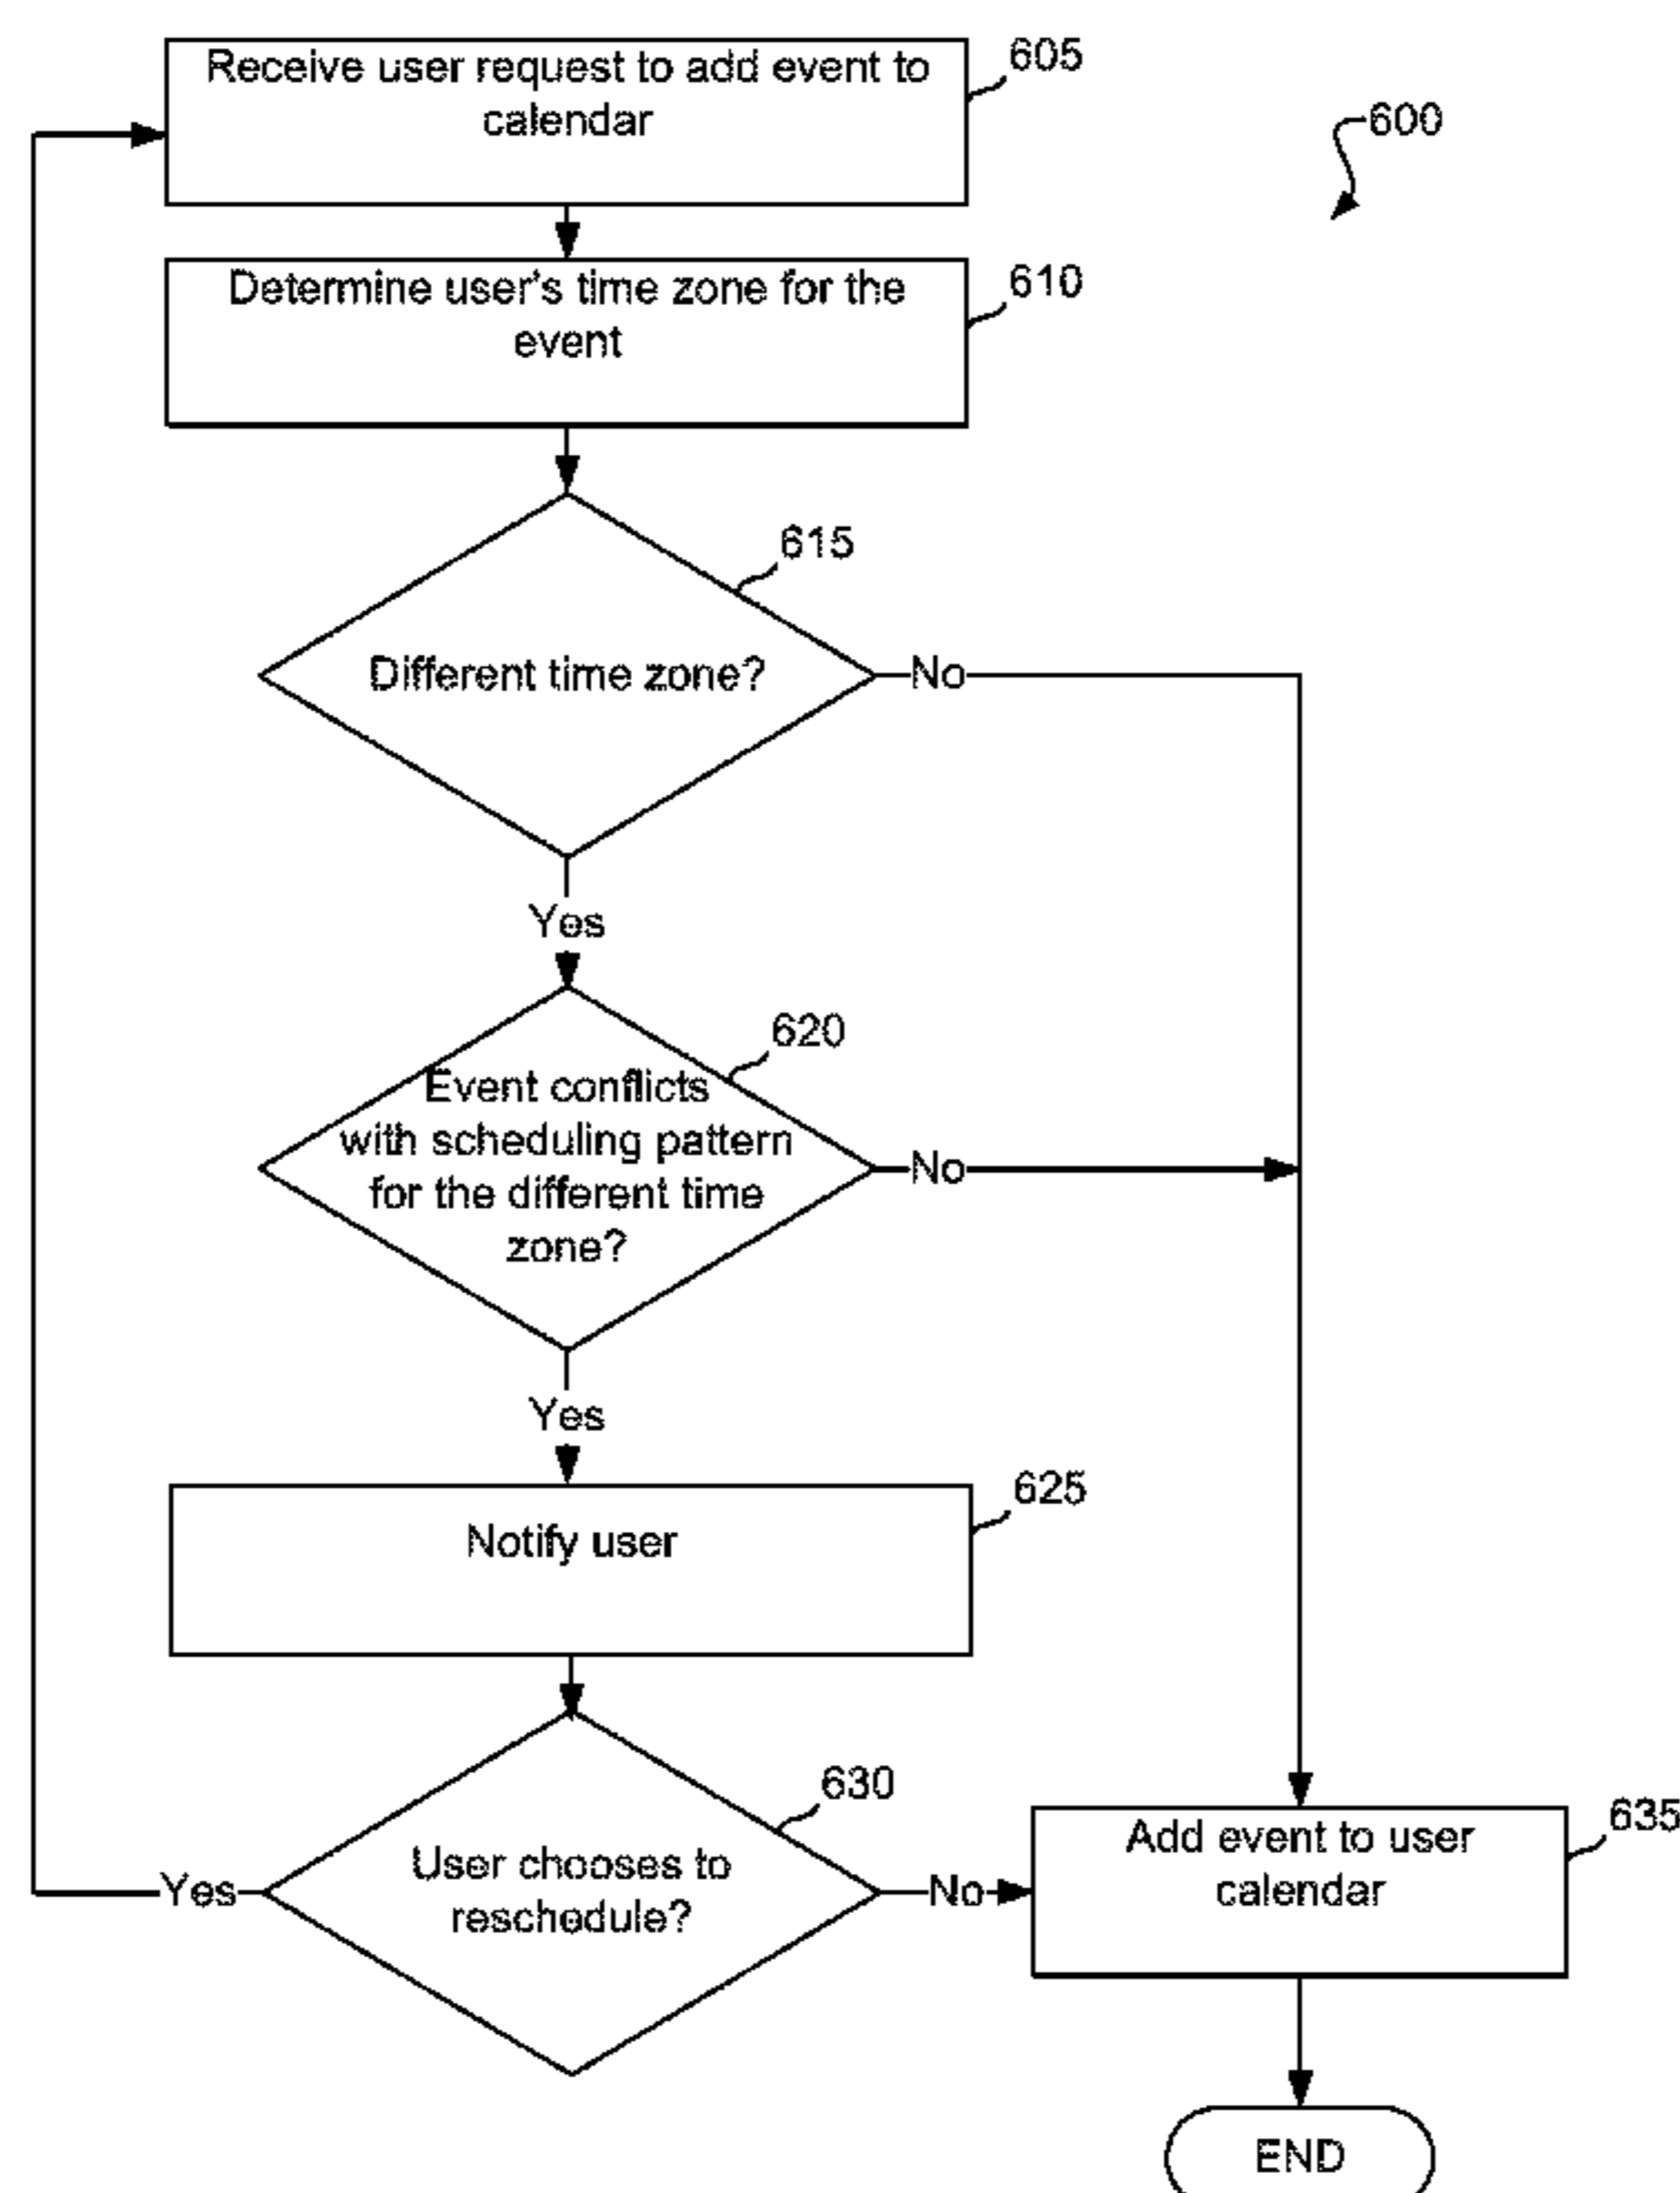 Receive user request to add event to
calendar
605
600
Determine user's time zone for the
event
610
615
Different time zone?
No
Yes
620
Event conflicts
with scheduling pattern
for the different time
zone?
No
Yes
625
Notify user
630
User chooses to
reschedule?
Yes
No
635
Add event to user
calendar
END